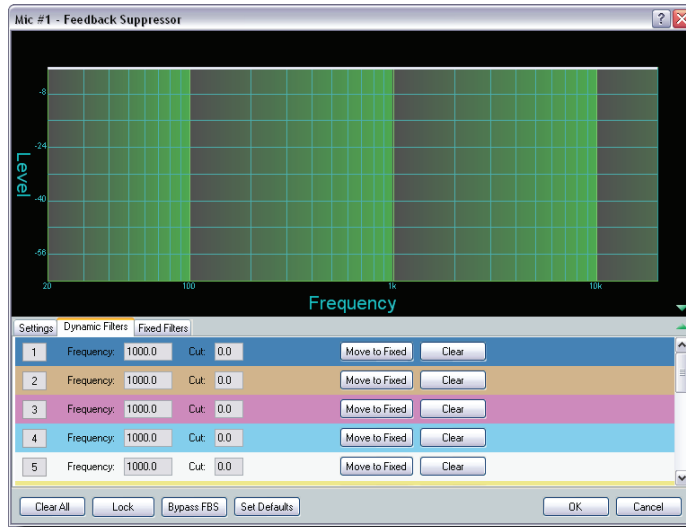 Mic #1 - Feedback Suppressor
?
Level
-8
-24
-40
-56
20 100 1k 10k
Frequency
Settings Dynamic Filters Fixed Filters
1 Frequency: 1000.0 Cut: 0.0 Move to Fixed Clear
2 Frequency: 1000.0 Cut: 0.0 Move to Fixed Clear
3 Frequency: 1000.0 Cut: 0.0 Move to Fixed Clear
4 Frequency: 1000.0 Cut: 0.0 Move to Fixed Clear
5 Frequency: 1000.0 Cut: 0.0 Move to Fixed Clear
Clear All Lock Bypass FBS Set Defaults OK Cancel